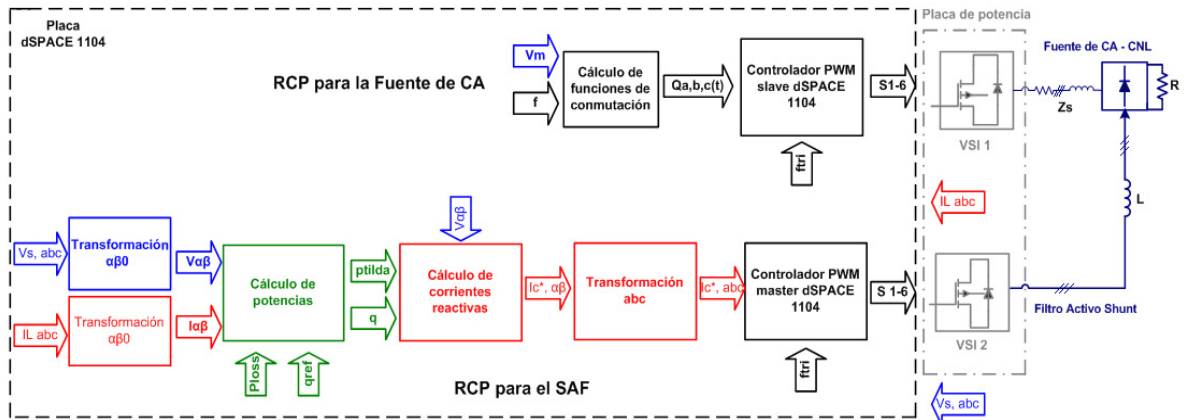 Placa
dSPACE 1104
RCP para la Fuente de CA
Vm
f
Cálculo de
funciones de
conmutación
Qa,b,c(t)
Controlador PWM
slave dSPACE
1104
S1-6
ftri
Placa de potencia
VSI 1
Fuente de CA - CNL
Zs
R
L
IL abc
Vs, abc
Transformación
αβ0
Vαβ
IL abc
Transformación
αβ0
Iαβ
Cálculo de
potencias
Ploss
qref
ptilda
q
Vαβ
Cálculo de
corrientes
reactivas
Ic*, αβ
Transformación
abc
Ic*, abc
Controlador PWM
master dSPACE
1104
S 1-6
ftri
VSI 2
Filtro Activo Shunt
RCP para el SAF
Vs, abc